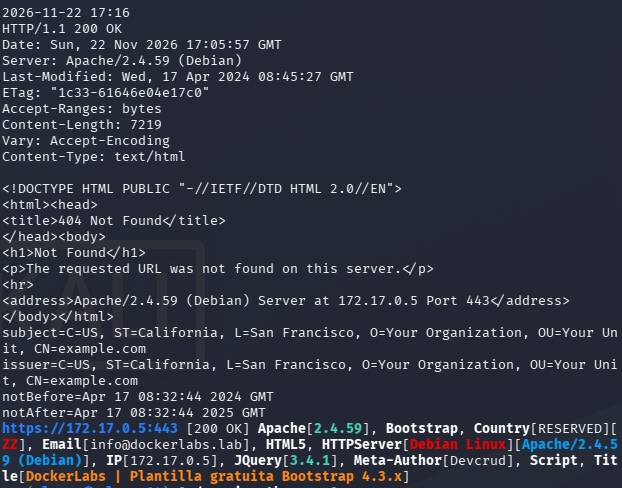 2026-11-22 17:16
HTTP/1.1 200 OK
Date: Sun, 22 Nov 2026 17:05:57 GMT
Server: Apache/2.4.59 (Debian)
Last-Modified: Wed, 17 Apr 2024 08:45:27 GMT
ETag: "1c33-61646e04e17c0"
Accept-Ranges: bytes
Content-Length: 7219
Vary: Accept-Encoding
Content-Type: text/html

<!DOCTYPE HTML PUBLIC "-//IETF//DTD HTML 2.0//EN">
<html><head>
<title>404 Not Found</title>
</head><body>
<h1>Not Found</h1>
<p>The requested URL was not found on this server.</p>
<hr>
<address>Apache/2.4.59 (Debian) Server at 172.17.0.5 Port 443</address>
</body></html>
subject=C=US, ST=California, L=San Francisco, O=Your Organization, OU=Your Un
it, CN=example.com
issuer=C=US, ST=California, L=San Francisco, O=Your Organization, OU=Your Uni
t, CN=example.com
notBefore=Apr 17 08:32:44 2024 GMT
notAfter=Apr 17 08:32:44 2025 GMT
https://172.17.0.5:443 [200 OK] Apache[2.4.59], Bootstrap, Country[RESERVED][
ZZ], Email[info@dockerlabs.lab], HTML5, HTTPServer[Debian Linux][Apache/2.4.5
9 (Debian)], IP[172.17.0.5], JQuery[3.4.1], Meta-Author[Devcrud], Script, Tit
le[DockerLabs | Plantilla gratuita Bootstrap 4.3.x]